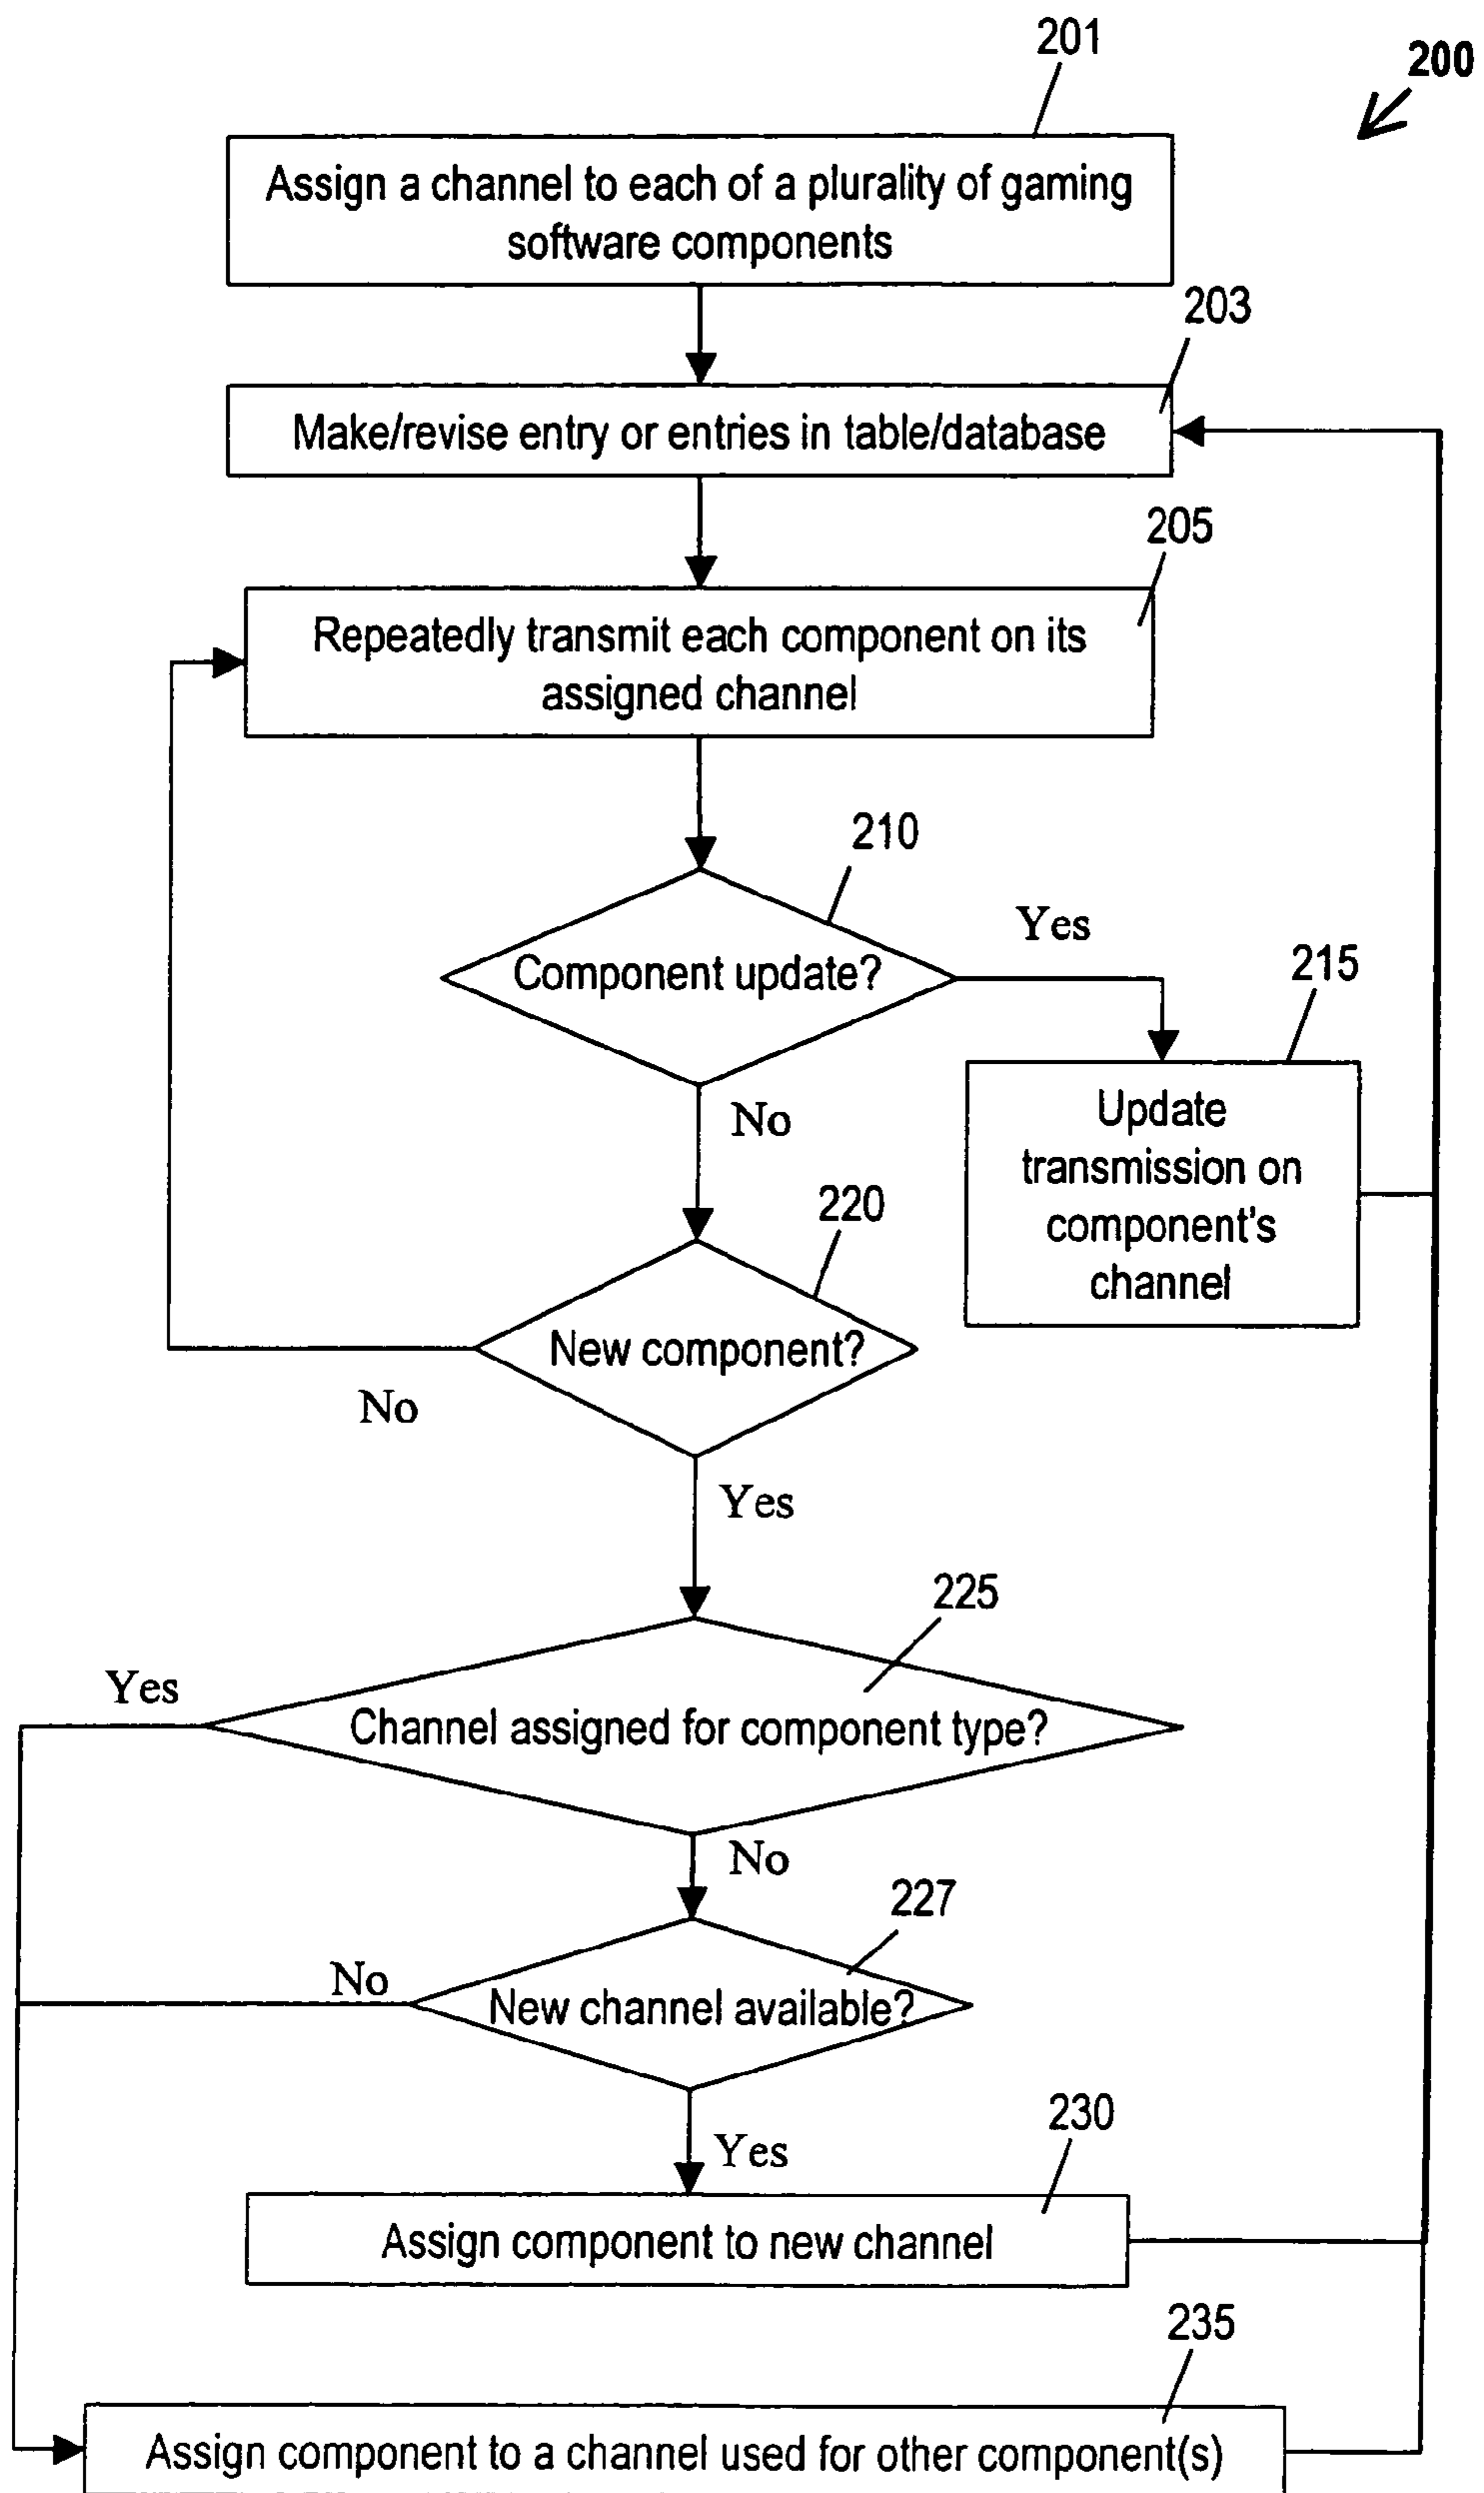 201
200
Assign a channel to each of a plurality of gaming
software components
203
Make/revise entry or entries in table/database
205
Repeatedly transmit each component on its
assigned channel
210
Component update?
Yes
215
No
Update
transmission on
component's
channel
220
New component?
No
Yes
225
Yes
Channel assigned for component type?
No
227
No
New channel available?
230
Yes
Assign component to new channel
235
Assign component to a channel used for other component(s)